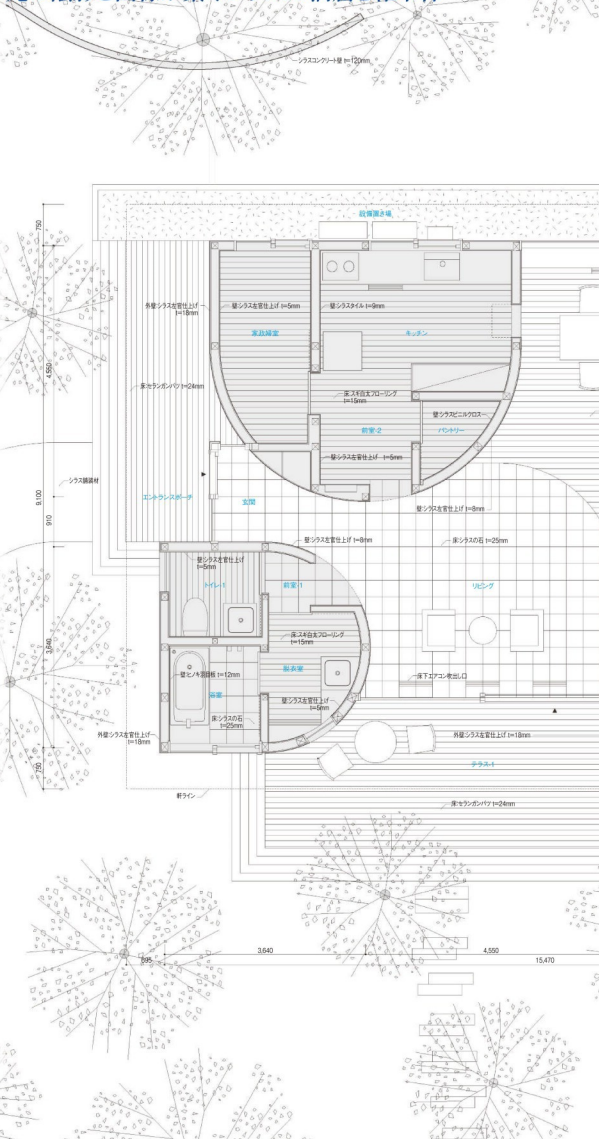 シラスコンクリート壁 t=120mm
設備置き場
750
外壁:シラス左官仕上げ
t=18mm
壁:シラス左官仕上げ t=5mm
壁:シラスタイル t=9mm
家政婦室
キッチン
4,550
床:セランガンバツ t=24mm
床:スギ白太フローリング
t=15mm
壁:シラスビニルクロス
前室-2
パントリー
壁:シラス左官仕上げ t=5mm
シラス舗装材
9,100
エントランスポーチ
玄関
壁:シラス左官仕上げ t=8mm
910
壁:シラス左官仕上げ t=8mm
床:シラスの石 t=25mm
壁:シラス左官仕上げ
t=5mm
トイレ-1
前室-1
リビング
3,640
床:スギ白太フローリング
t=15mm
脱衣室
床下エアコン吹出し口
壁:ヒノキ羽目板 t=12mm
浴室
壁:シラス左官仕上げ
t=5mm
床:シラスの石
t=25mm
外壁:シラス左官仕上げ
t=18mm
外壁:シラス左官仕上げ t=18mm
テラス-1
750
軒ライン
床:セランガンバツ t=24mm
3,640
4,550
695
15,470